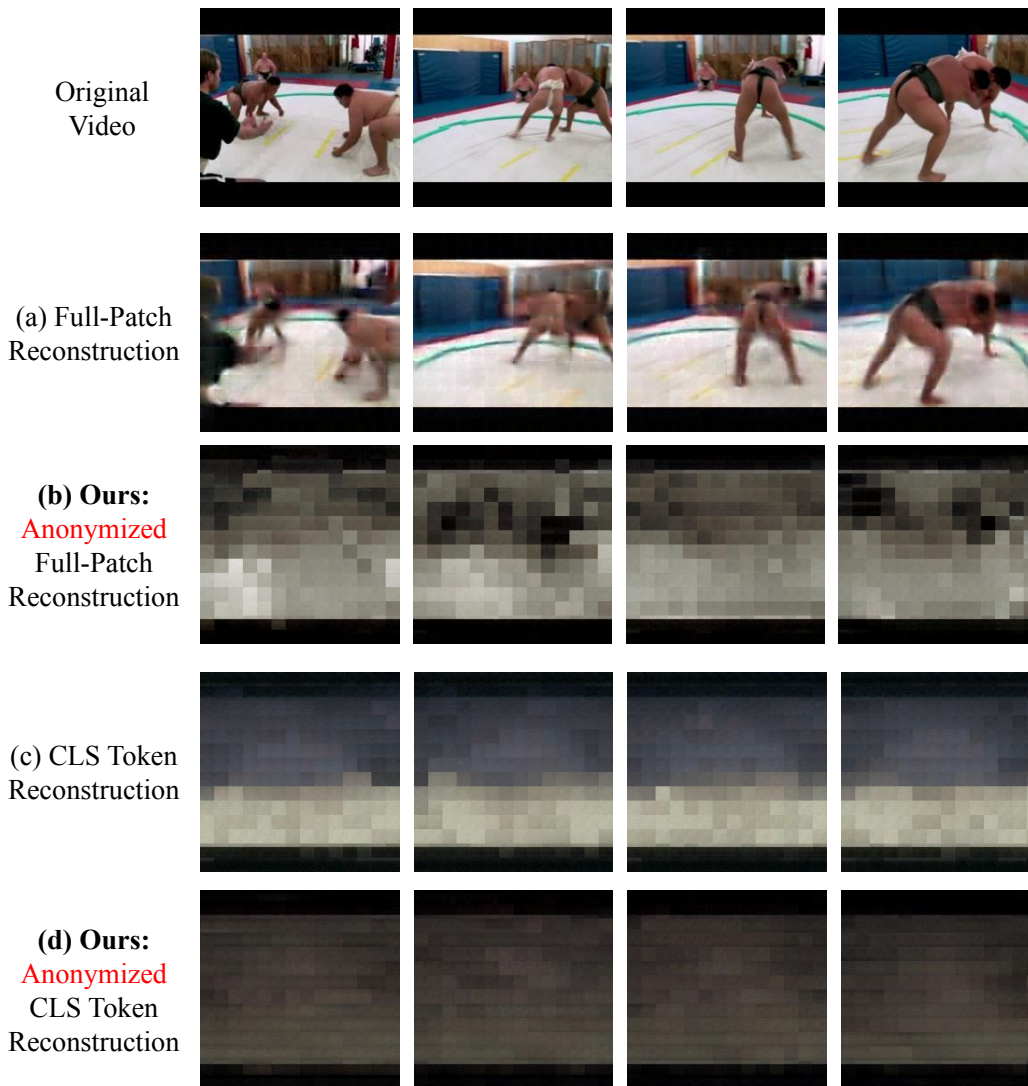 Original
Video
(a) Full-Patch
Reconstruction
(b) Ours:
Anonymized
Full-Patch
Reconstruction
(c) CLS Token
Reconstruction
(d) Ours:
Anonymized
CLS Token
Reconstruction